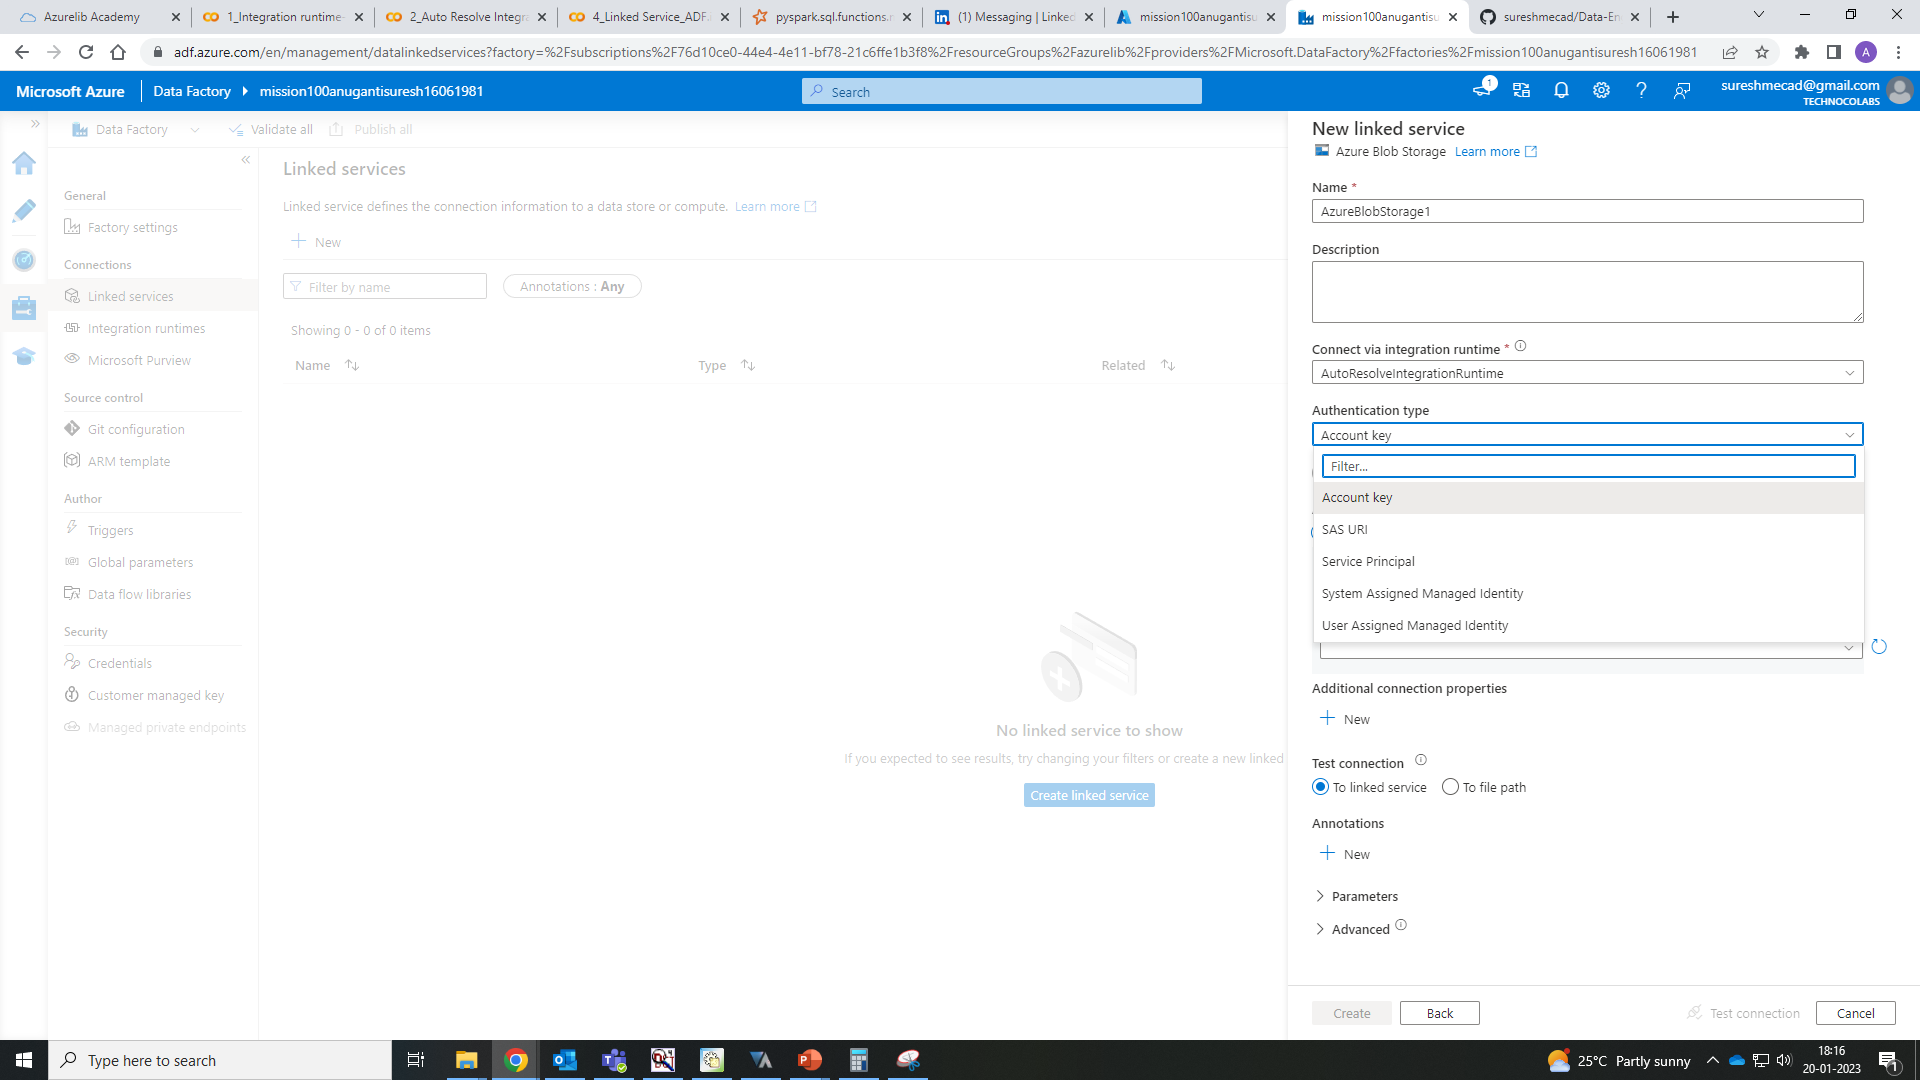 Azurelib Academy
1_Integration runtime-
2_Auto Resolve Integra
4_Linked Service_ADF.
pyspark.sql.functions.r
(1) Messaging | Linked
mission100anugantisu
mission100anugantisu
sureshmecad/Data-En
adf.azure.com/en/management/datalinkedservices?factory=%2Fsubscriptions%2F76d10ce0-44e4-4e11-bf78-21c6ffe1b3f8%2FresourceGroups%2Fazurelib%2Fproviders%2FMicrosoft.DataFactory%2Ffactories%2Fmission100anugantisuresh16061981
A
Microsoft Azure
Data Factory
mission100anugantisuresh16061981
Search
1
sureshmecad@gmail.com
TECHNOCOLABS
Data Factory
Validate all
Publish all
General
Factory settings
Connections
Linked services
Integration runtimes
Microsoft Purview
Source control
Git configuration
ARM template
Author
Triggers
Global parameters
Data flow libraries
Security
Credentials
Customer managed key
Managed private endpoints
Linked services
Linked service defines the connection information to a data store or compute. Learn more
New
Filter by name
Annotations : Any
Showing 0 - 0 of 0 items
Name
Type
Related
No linked service to show
If you expected to see results, try changing your filters or create a new linked
Create linked service
New linked service
Azure Blob Storage Learn more
Name *
AzureBlobStorage1
Description
Connect via integration runtime *
AutoResolveIntegrationRuntime
Authentication type
Account key
Filter...
Account key
SAS URI
Service Principal
System Assigned Managed Identity
User Assigned Managed Identity
Additional connection properties
New
Test connection
To linked service
To file path
Annotations
New
Parameters
Advanced
Create
Back
Test connection
Cancel
Type here to search
25°C Partly sunny
18:16
20-01-2023
1